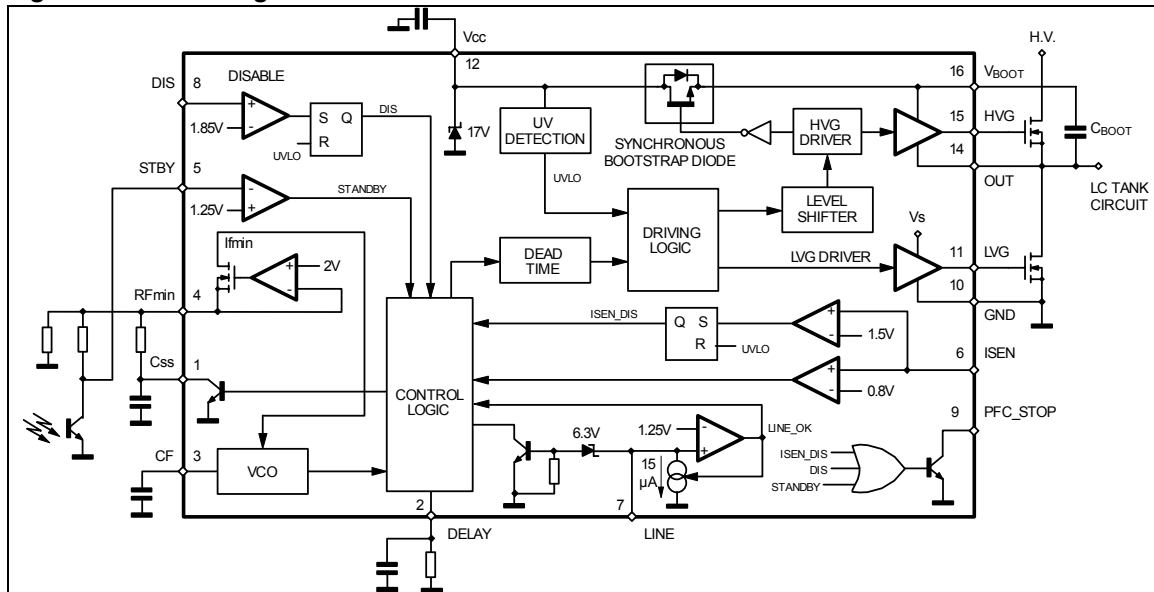 Vcc
H.V.
12
DIS
8
DISABLE
16
VBOOT
DIS
+
-
1.85V
S
Q
R
UVLO
17V
UV
DETECTION
SYNCHRONOUS
BOOTSTRAP DIODE
HVG
DRIVER
15
HVG
CBOOT
14
OUT
STBY
5
STANDBY
-
+
1.25V
UVLO
LEVEL
SHIFTER
LC TANK
CIRCUIT
DRIVING
LOGIC
Vs
Ifmin
+
-
2V
DEAD
TIME
LVG DRIVER
11
LVG
RFmin
4
10
GND
ISEN_DIS
Q
S
R
UVLO
+
-
1.5V
6
ISEN
Css
1
CONTROL
LOGIC
+
-
0.8V
9
PFC_STOP
6.3V
1.25V
-
+
LINE_OK
CF
3
VCO
15
µA
ISEN_DIS
DIS
STANDBY
2
DELAY
7
LINE